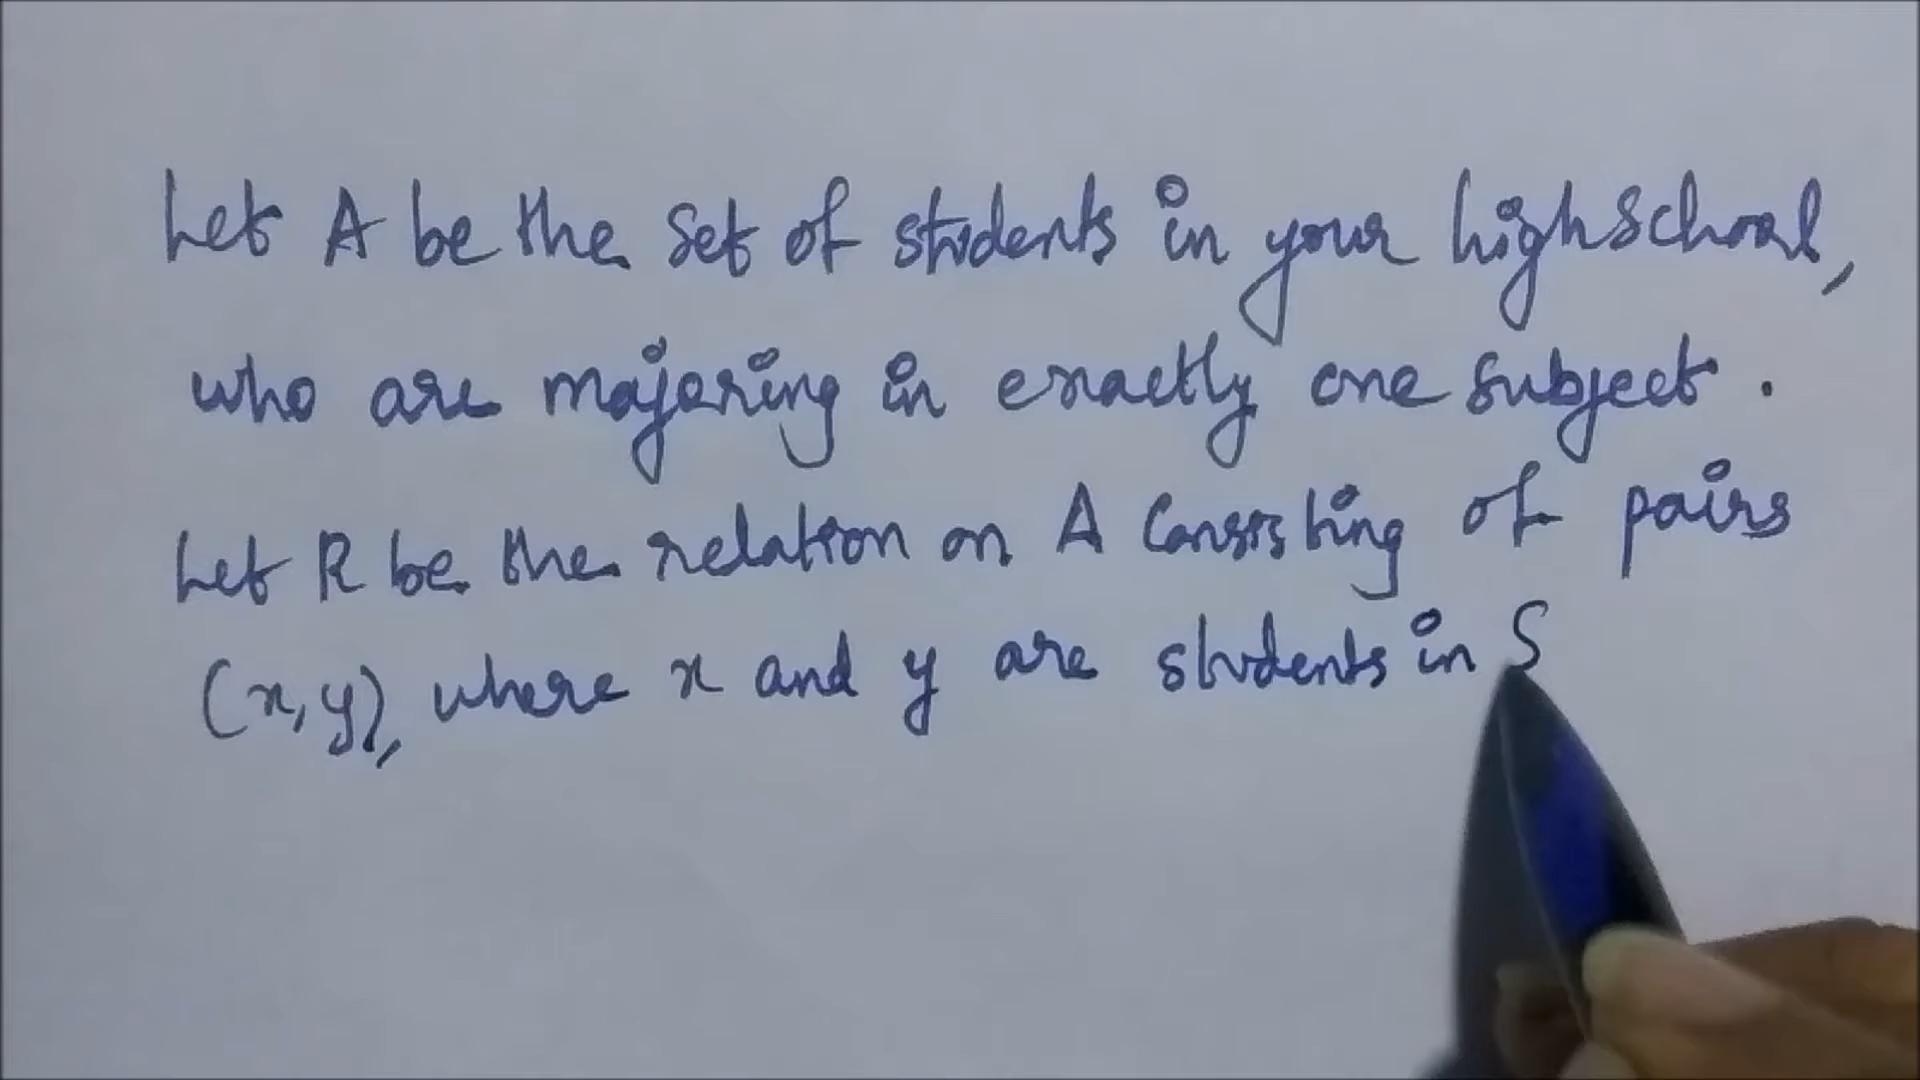 Let A be the set of students in your highschool,
who are majoring in exactly one subject.
Let R be the relation on A consisting of pairs
(x,y), where x and y are students in S